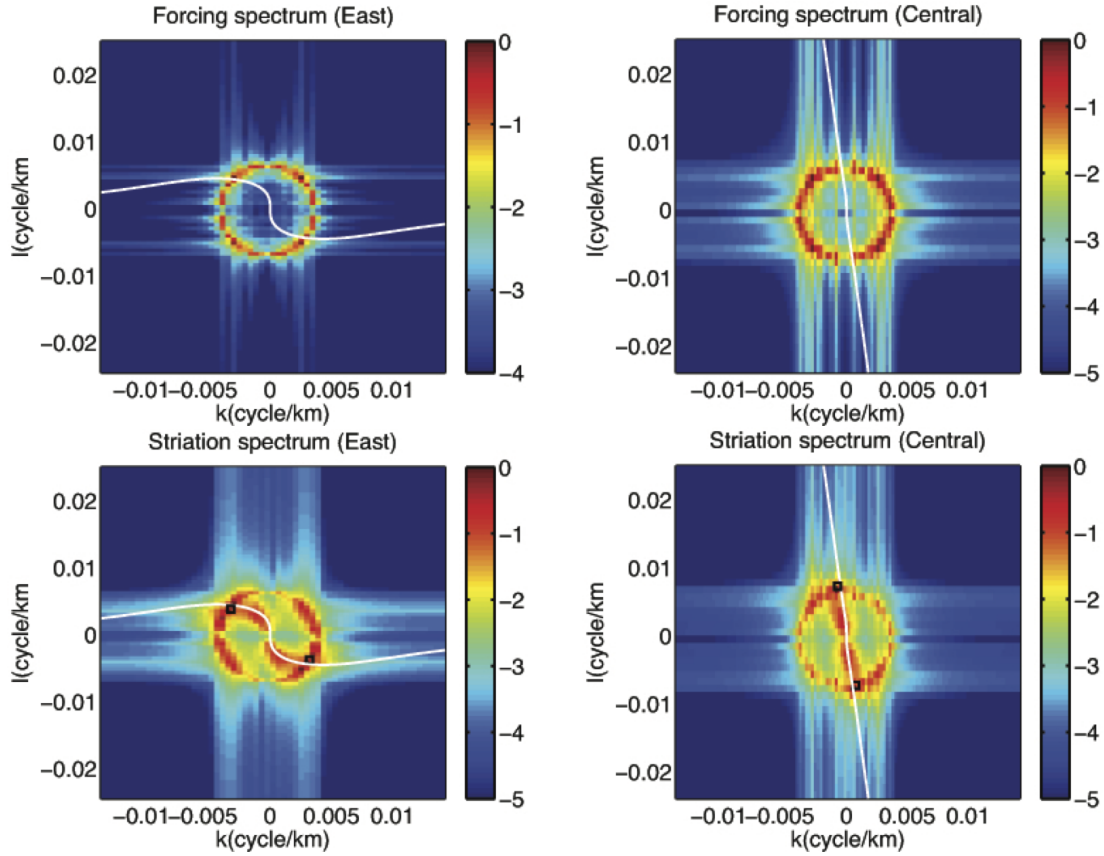 Forcing spectrum (East)
0.02
0.01
0
−0.01
−0.02
l(cycle/km)
−0.01 −0.005 0 0.005 0.01
k(cycle/km)
0
−1
−2
−3
−4
Forcing spectrum (Central)
0.02
0.01
0
−0.01
−0.02
l(cycle/km)
−0.01 −0.005 0 0.005 0.01
k(cycle/km)
0
−1
−2
−3
−4
−5
Striation spectrum (East)
0.02
0.01
0
−0.01
−0.02
l(cycle/km)
−0.01 −0.005 0 0.005 0.01
k(cycle/km)
0
−1
−2
−3
−4
−5
Striation spectrum (Central)
0.02
0.01
0
−0.01
−0.02
l(cycle/km)
−0.01 −0.005 0 0.005 0.01
k(cycle/km)
0
−1
−2
−3
−4
−5